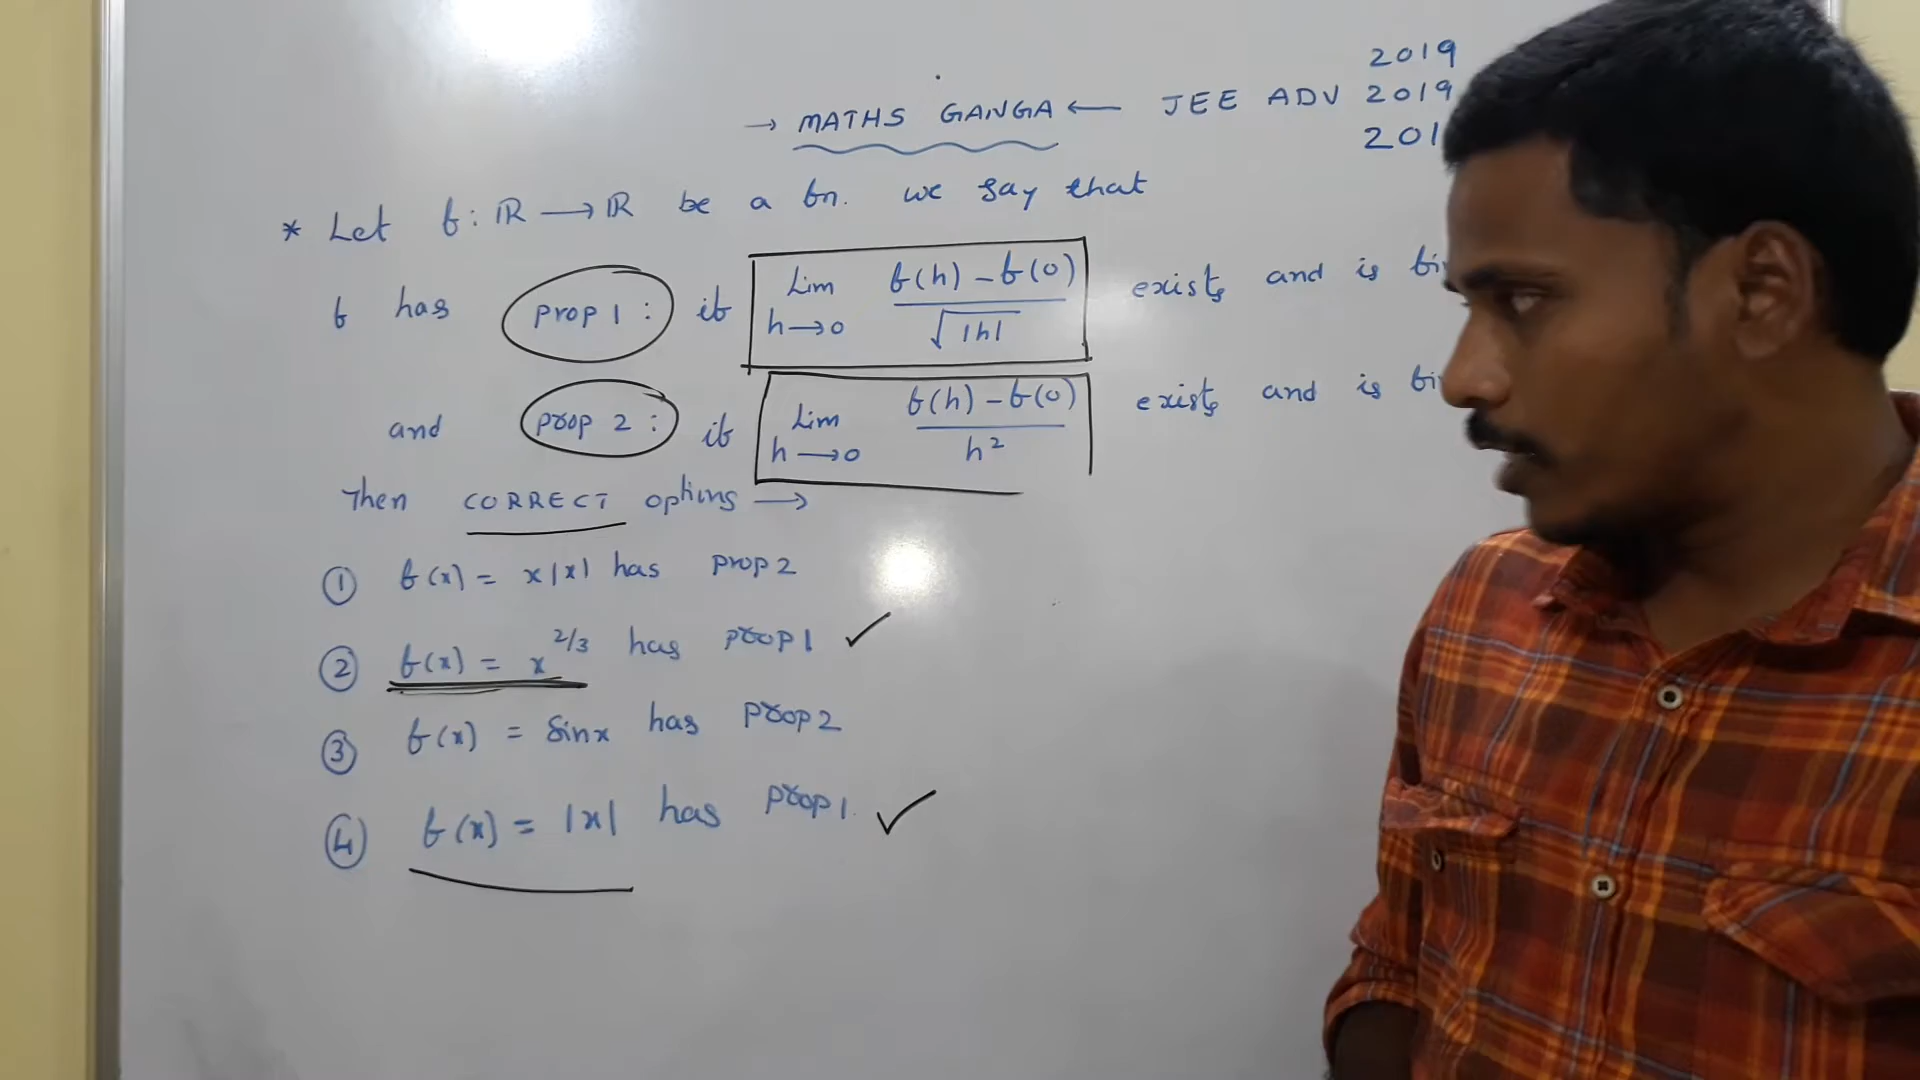 2019
→ MATHS GANGA ← JEE ADV 2019
201
* Let f: ℝ → ℝ be a fn. we say that
f has prop 1 : if Lim h→0 f(h) – f(0) / √|h| exists and is fi
and prop 2 : if Lim h→0 f(h) – f(0) / h² exists and is fi
Then CORRECT options →
① f(x) = x|x| has prop 2
② f(x) = x^2/3 has prop 1 ✓
③ f(x) = Sinx has prop 2
④ f(x) = |x| has prop 1. ✓